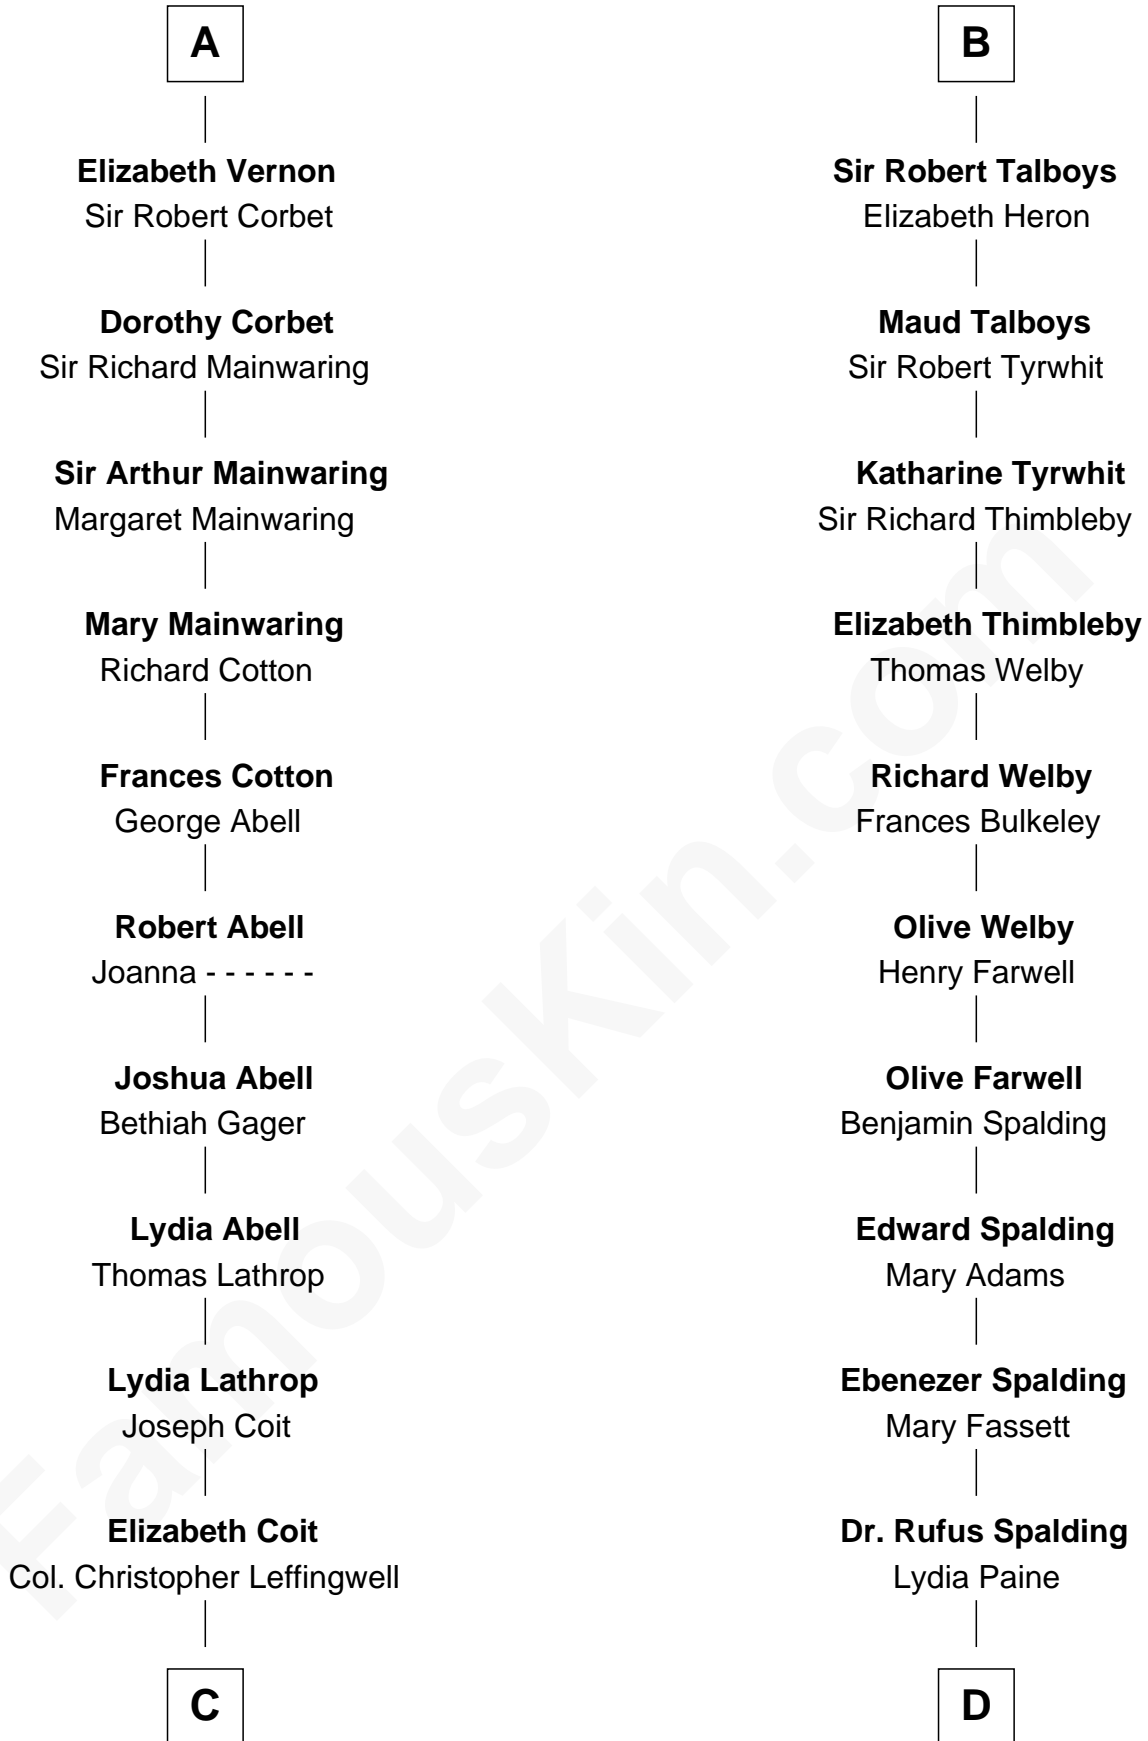 A
Elizabeth Vernon
Sir Robert Corbet
Dorothy Corbet
Sir Richard Mainwaring
Sir Arthur Mainwaring
Margaret Mainwaring
Mary Mainwaring
Richard Cotton
Frances Cotton
George Abell
Robert Abell
Joanna - - - - - -
Joshua Abell
Bethiah Gager
Lydia Abell
Thomas Lathrop
Lydia Lathrop
Joseph Coit
Elizabeth Coit
Col. Christopher Leffingwell
C
B
Sir Robert Talboys
Elizabeth Heron
Maud Talboys
Sir Robert Tyrwhit
Katharine Tyrwhit
Sir Richard Thimbleby
Elizabeth Thimbleby
Thomas Welby
Richard Welby
Frances Bulkeley
Olive Welby
Henry Farwell
Olive Farwell
Benjamin Spalding
Edward Spalding
Mary Adams
Ebenezer Spalding
Mary Fassett
Dr. Rufus Spalding
Lydia Paine
D
FamousKin.com